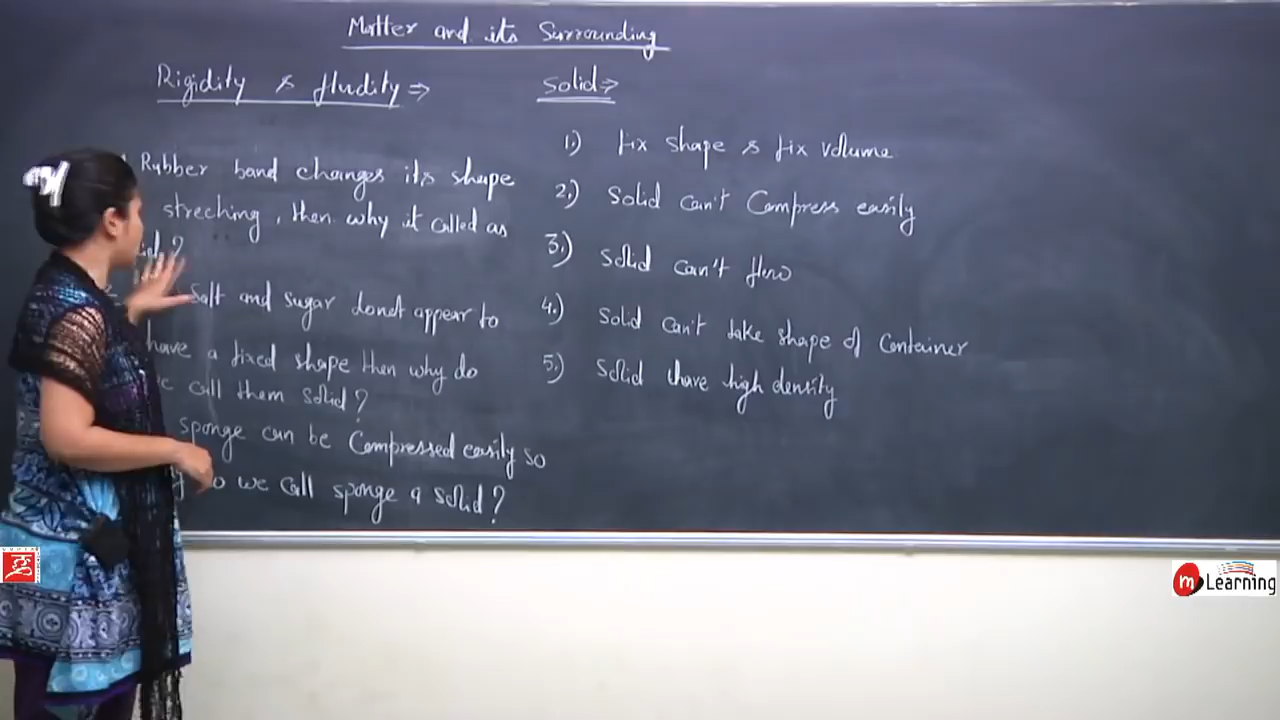 Matter and its Surrounding
Rigidity & fludity ⇒
Rubber band changes its shape
streching, then why it called as
?
Salt and sugar donot appear to
have a fixed shape then why do
call them solid?
sponge can be Compressed easily so
we call sponge a solid?
Solid ⇒
1.) fix shape & fix volume
2.) Solid can't Compress easily
3.) Solid can't flow
4.) Solid can't take shape of Container
5.) Solid have high density
m Learning